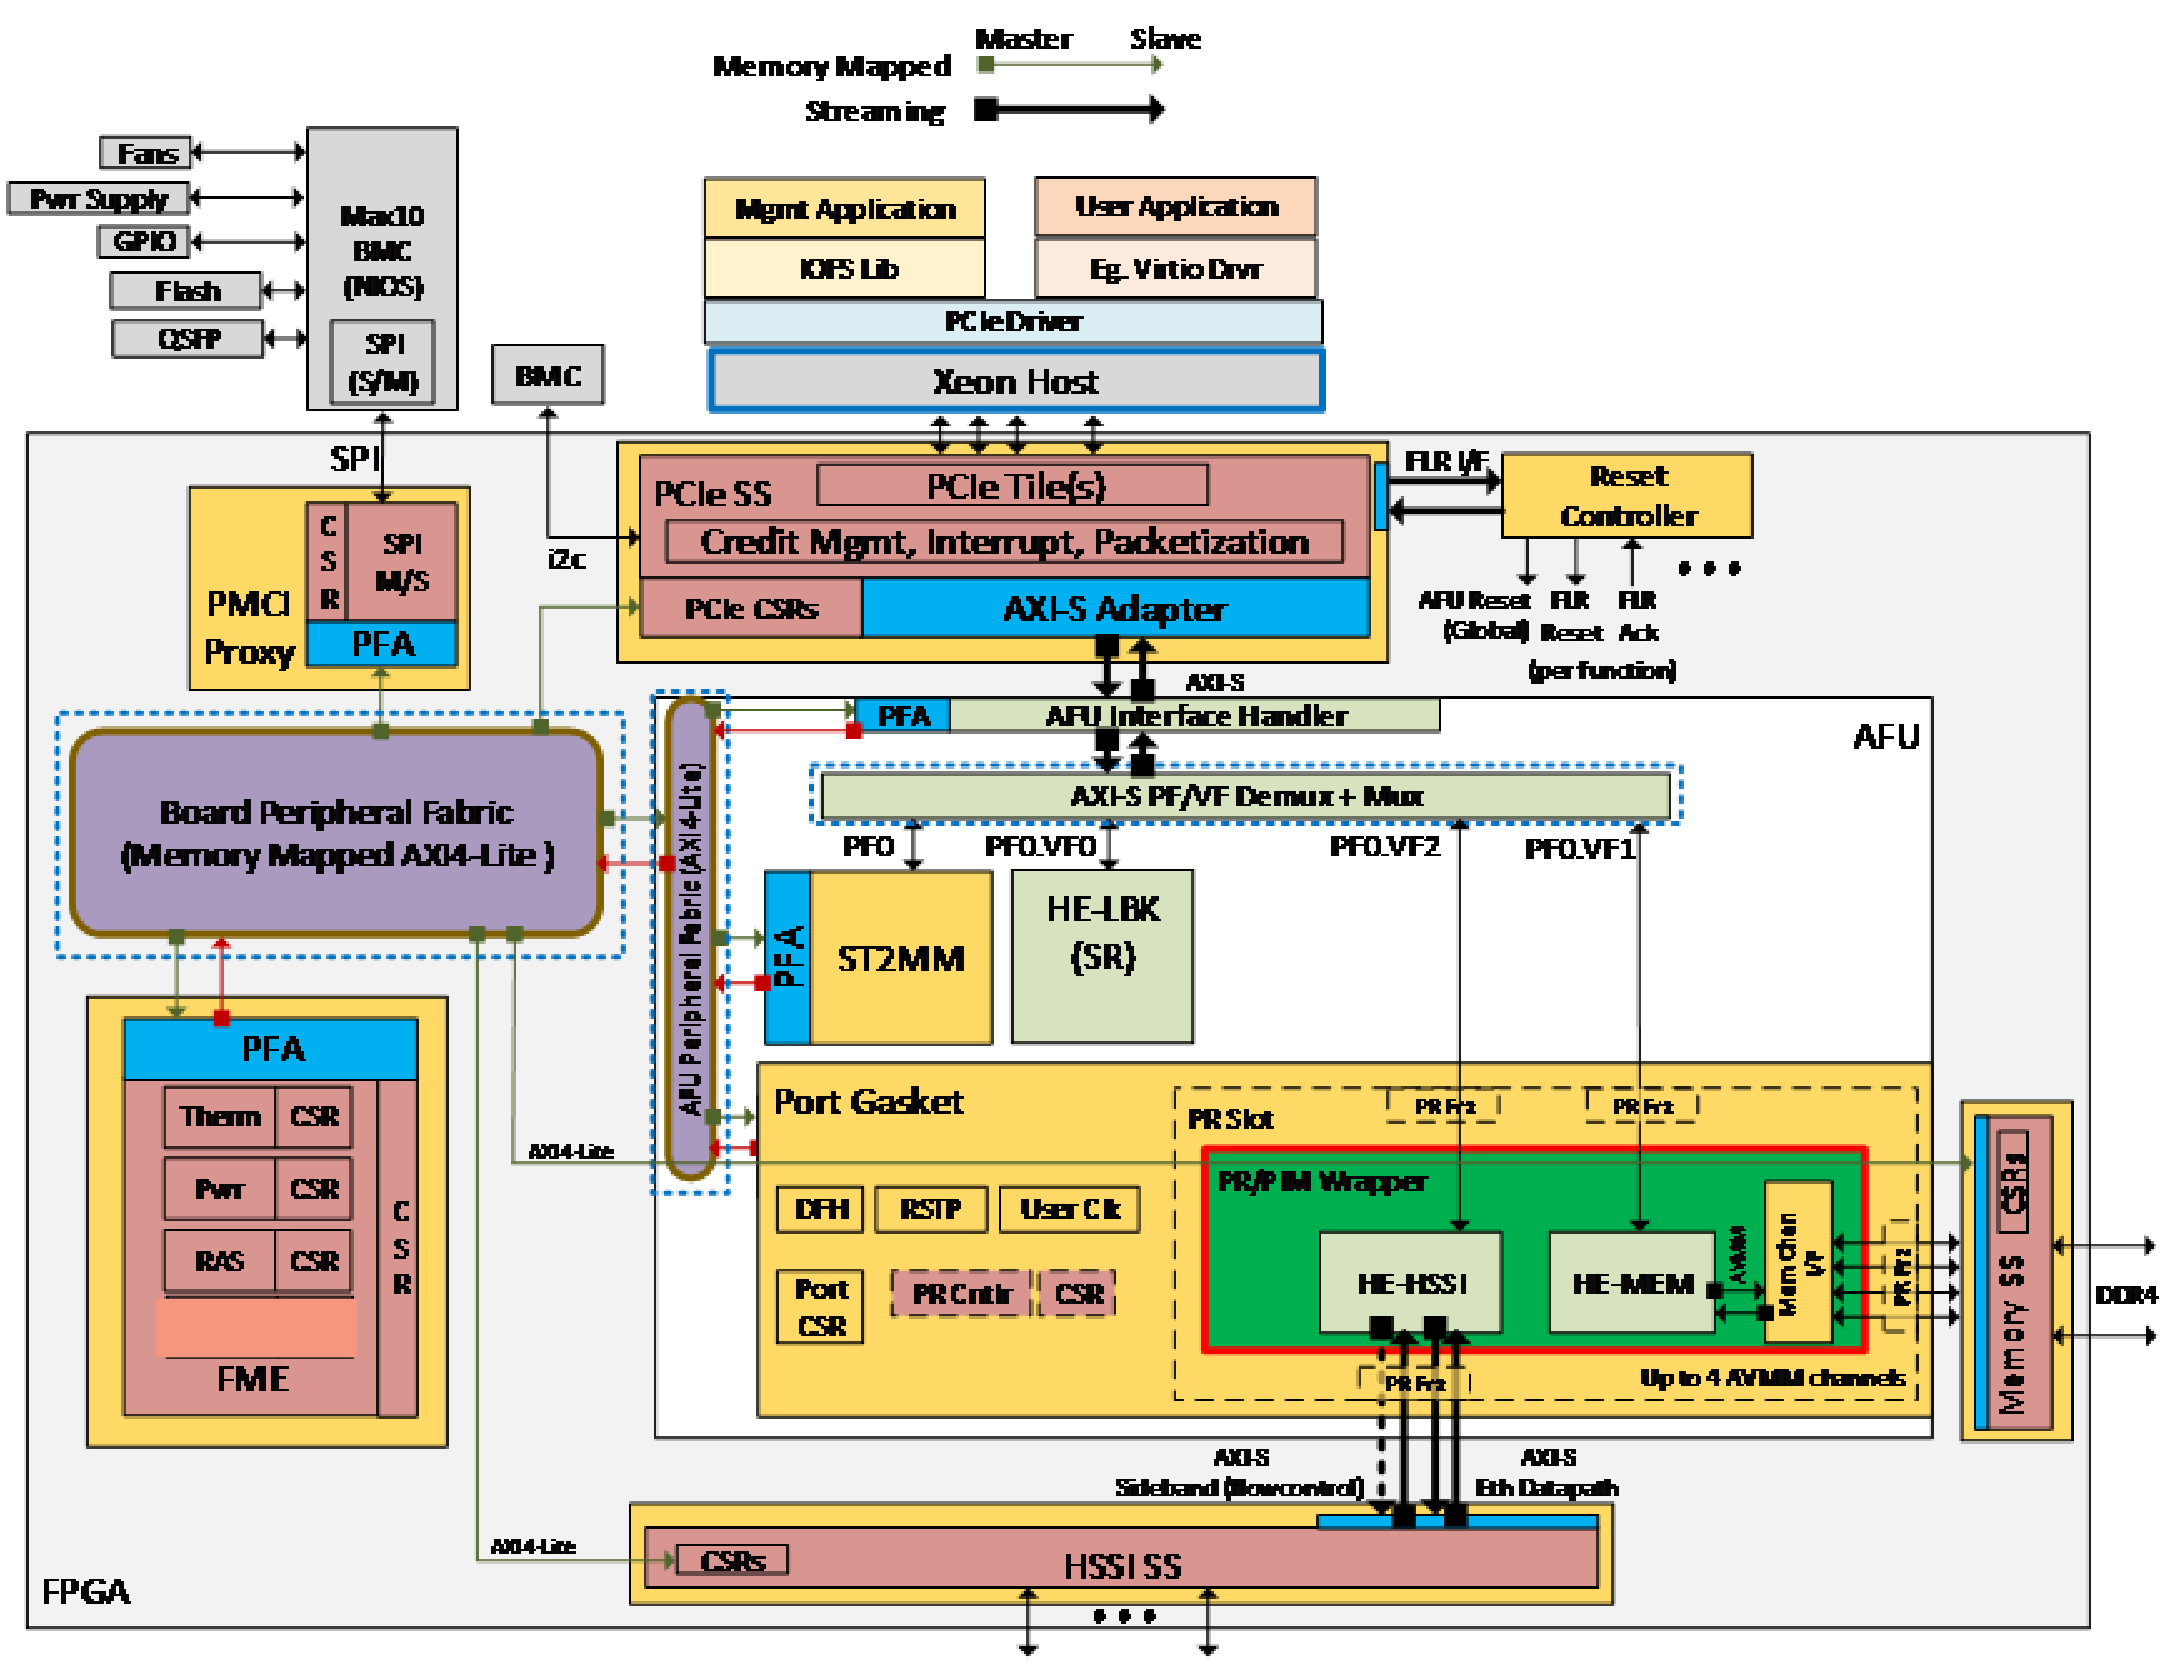 Master Slave
Memory Mapped
Streaming
Fans
Pwr Supply
GPIO
Flash
QSFP
Max10
BMC
(NIOS)
SPI
(S/M)
BMC
Mgmt Application
User Application
IOFS Lib
Eg. Virtio Drvr
PCIe Driver
Xeon Host
SPI
i2c
PCIe SS
PCIe Tile(s)
Credit Mgmt, Interrupt, Packetization
PCIe CSRs
AXI-S Adapter
FLR I/F
Reset
Controller
AFU Reset
(Global)
FLR
Reset
FLR
Ack
(per function)
PMCI
Proxy
C
S
R
SPI
M/S
PFA
AXI-S
PFA
AFU Interface Handler
AFU
Board Peripheral Fabric
(Memory Mapped AXI4-Lite )
AFU Peripheral Fabric (AXI4-Lite)
AXI-S PF/VF Demux + Mux
PF0
PF0.VF0
PF0.VF2
PF0.VF1
PFA
ST2MM
HE-LBK
(SR)
PFA
Therm
CSR
Pwr
CSR
RAS
CSR
FME
C
S
R
AXI4-Lite
Port Gasket
PR Slot
PR Frz
PR Frz
PR/PIM Wrapper
DFH
RSTP
User Clk
Port
CSR
PR Cntlr
CSR
HE-HSSI
HE-MEM
AVMM
Mem Chan
I/F
PR Frz
PR Frz
Up to 4 AVMM channels
CSRs
Memory SS
DDR4
AXI-S
Sideband (flowcontrol)
AXI-S
Eth Datapath
AXI4-Lite
CSRs
HSSI SS
FPGA